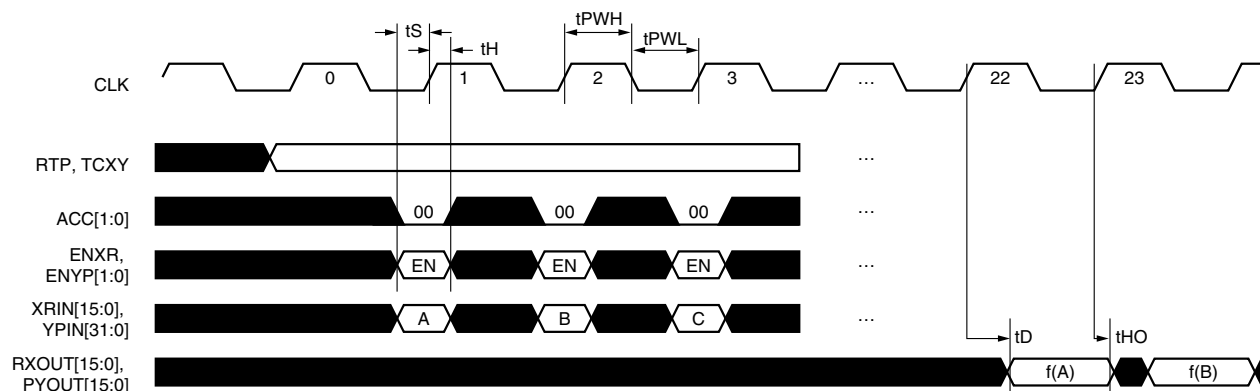 tS
tPWH
tPWL
tH
CLK
0
1
2
3
...
22
23
RTP, TCXY
...
ACC[1:0]
00
00
00
...
ENXR,
ENYP[1:0]
EN
EN
EN
...
XRIN[15:0],
YPIN[31:0]
A
B
C
...
tD
tHO
RXOUT[15:0],
PYOUT[15:0]
f(A)
f(B)